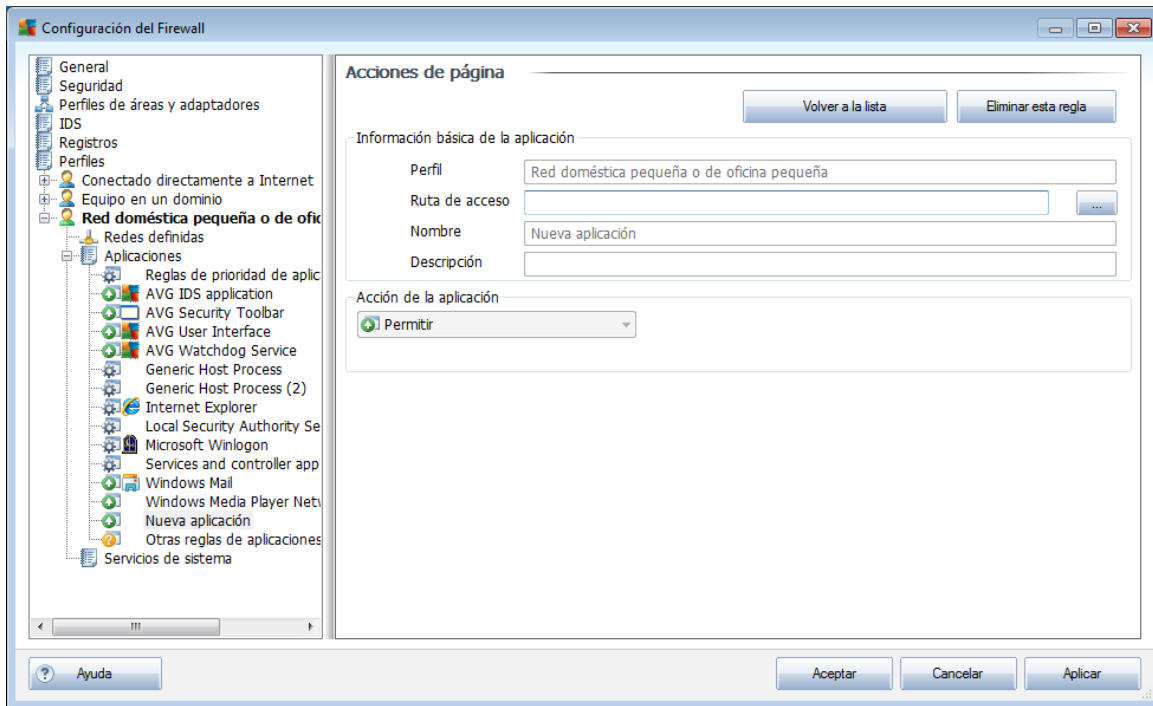 Configuración del Firewall
General
Seguridad
Perfiles de áreas y adaptadores
IDS
Registros
Perfiles
Conectado directamente a Internet
Equipo en un dominio
Red doméstica pequeña o de ofic
Redes definidas
Aplicaciones
Reglas de prioridad de aplic
AVG IDS application
AVG Security Toolbar
AVG User Interface
AVG Watchdog Service
Generic Host Process
Generic Host Process (2)
Internet Explorer
Local Security Authority Se
Microsoft Winlogon
Services and controller app
Windows Mail
Windows Media Player Netw
Nueva aplicación
Otras reglas de aplicaciones
Servicios de sistema
Acciones de página
Volver a la lista
Eliminar esta regla
Información básica de la aplicación
Perfil
Red doméstica pequeña o de oficina pequeña
Ruta de acceso
...
Nombre
Nueva aplicación
Descripción
Acción de la aplicación
Permitir
? Ayuda
Aceptar
Cancelar
Aplicar